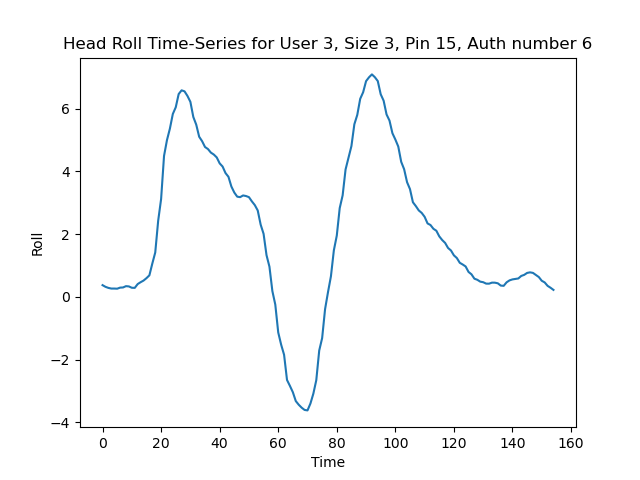 Head Roll Time-Series for User 3, Size 3, Pin 15, Auth number 6
Roll
6
4
2
0
−2
−4
0 20 40 60 80 100 120 140 160
Time